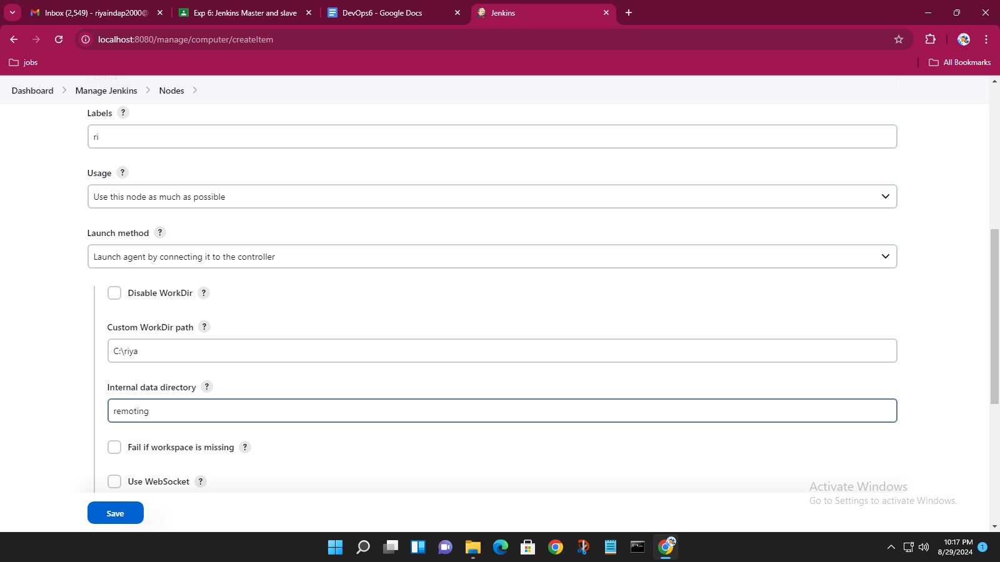 Inbox (2,549) - riyaindap2000@
Exp 6: Jenkins Master and slave
DevOps6 - Google Docs
Jenkins
localhost:8080/manage/computer/createItem
jobs
All Bookmarks
C:\riya
Dashboard
Manage Jenkins
Nodes
Labels ?
ri
Usage ?
Use this node as much as possible
Launch method ?
Launch agent by connecting it to the controller
Disable WorkDir ?
Custom WorkDir path ?
C:\riya
Internal data directory ?
remoting
Fail if workspace is missing ?
Use WebSocket ?
Activate Windows
Go to Settings to activate Windows.
Save
10:17 PM
8/29/2024
1